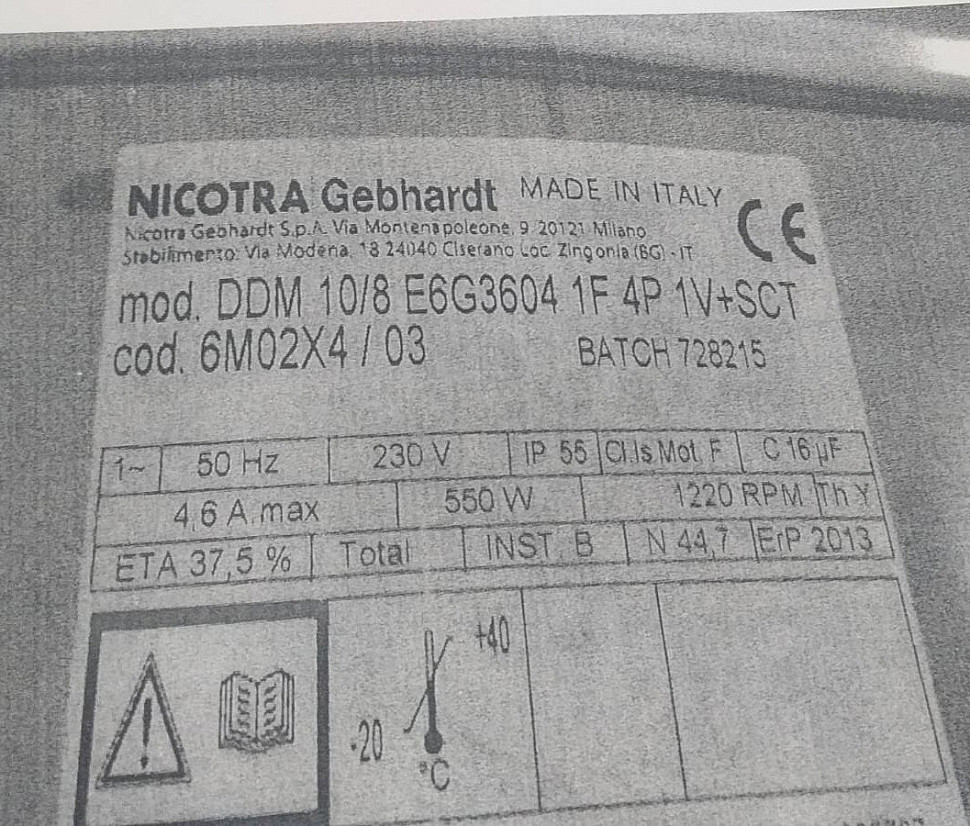 NICOTRA Gebhardt MADE IN ITALY CE
Nicotra Gebhardt S.p.A. Via Montenapoleone, 9 20121 Milano
Stabilimento: Via Modena, 18 24040 Ciserano Loc. Zingonia (BG) - IT
mod. DDM 10/8 E6G3604 1F 4P 1V+SCT
cod. 6M02X4 / 03 BATCH 728215
1~ 50 Hz 230 V IP 55 Cl.Is Mot. F C 16 µF
4,6 A.max 550 W 1220 RPM Th Y
ETA 37,5 % Total INST. B N 44,7 ErP 2013
+40
-20
°C